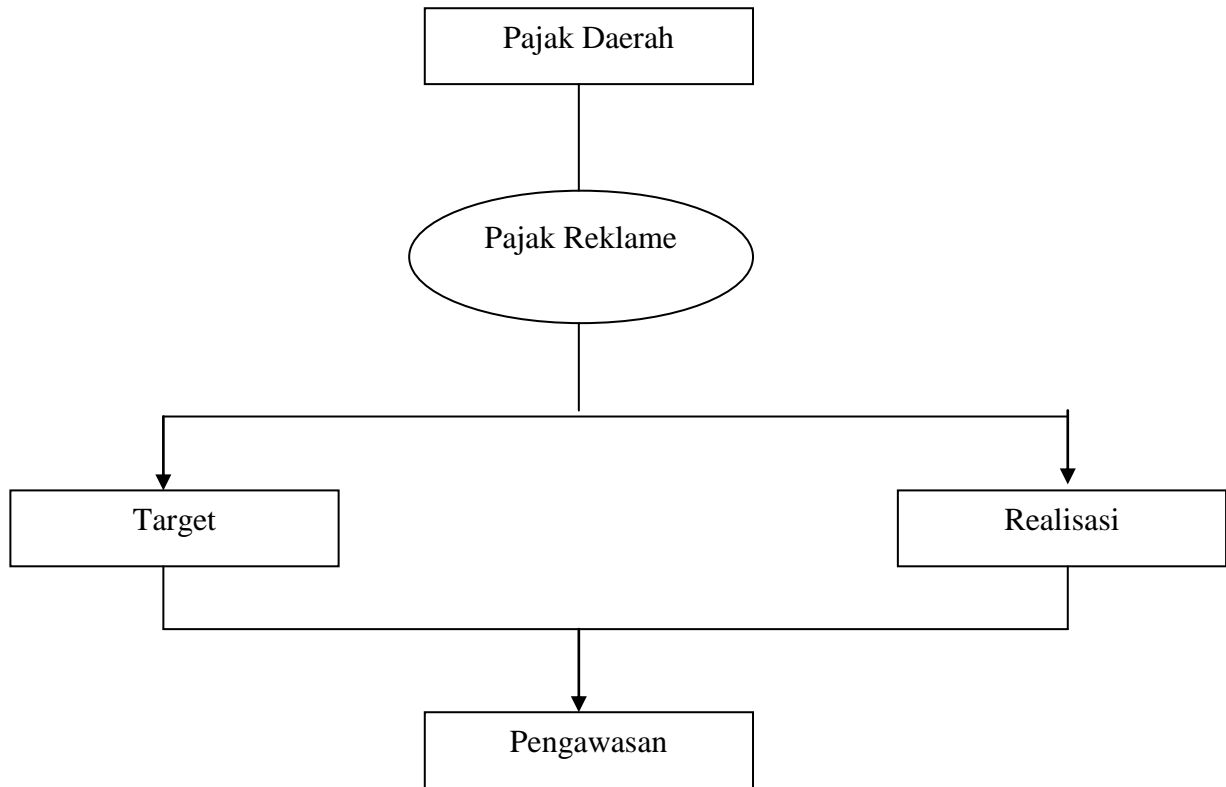 Pajak Daerah
Pajak Reklame
Target
Realisasi
Pengawasan